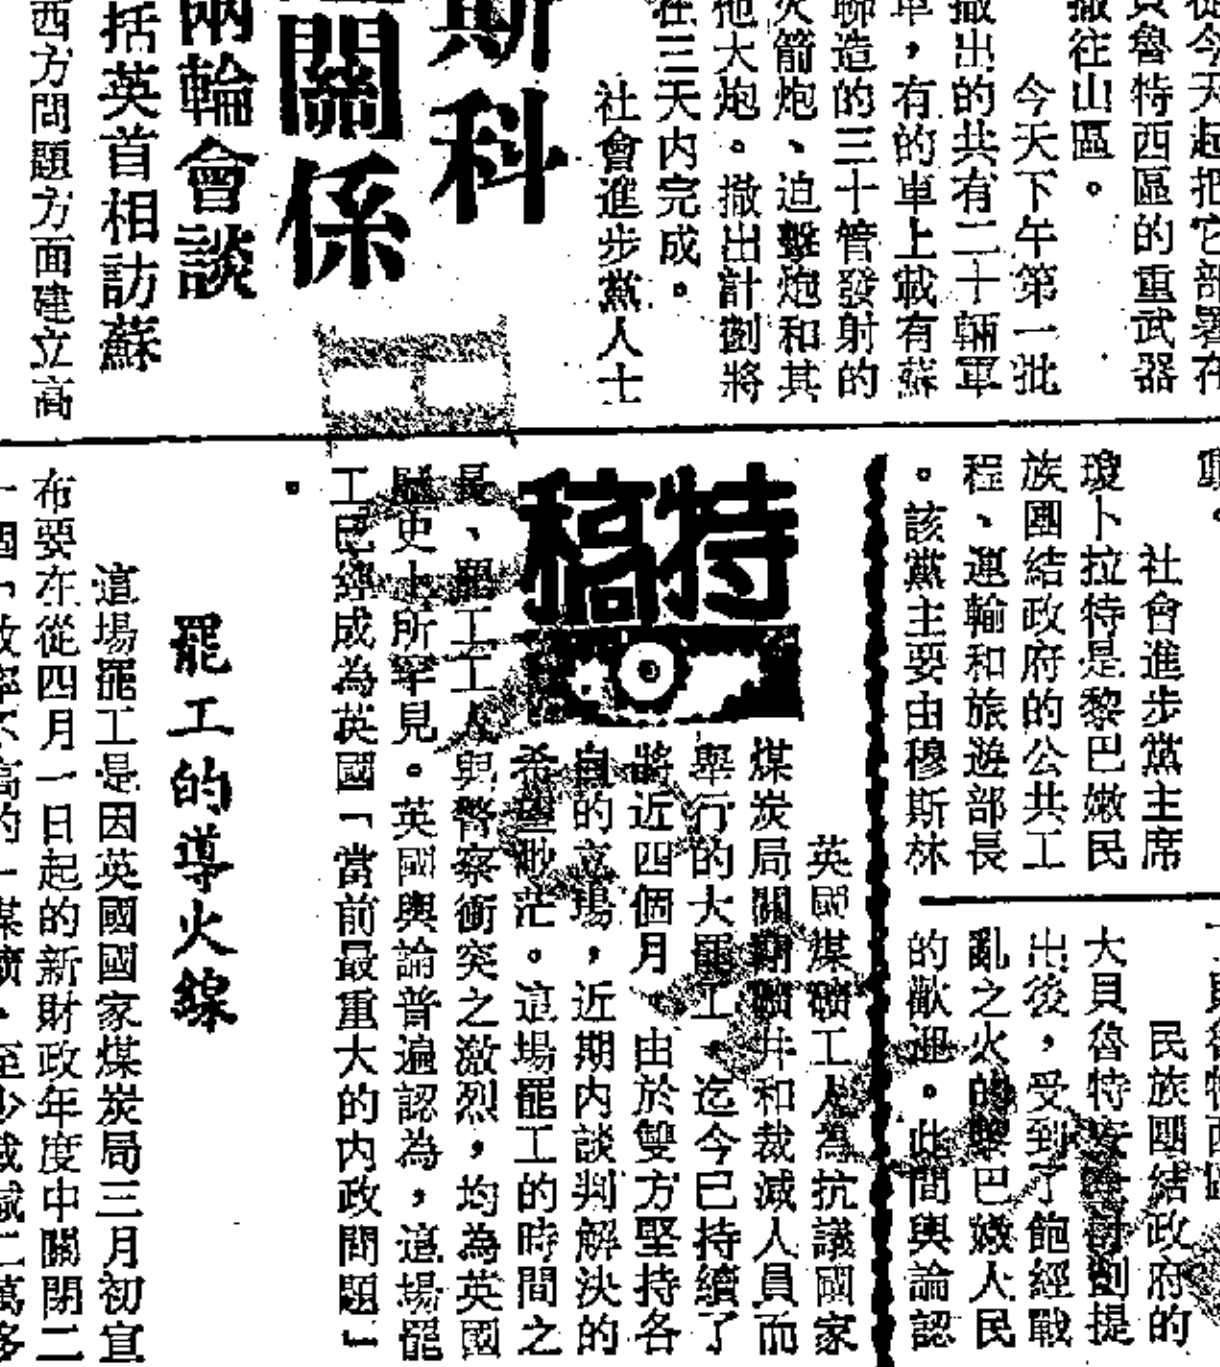 從今天起把它部署在
貝魯特西區的重武器
撤往山區。
今天下午第一批
撤出的共有二十輛軍
車，有的車上載有蘇
聯造的三十管發射的
火箭炮、迫擊炮和其
他大炮。撤出計劃將
在三天内完成。
社會進步黨人士
斯科
關係
兩輪會談
括英首相訪蘇
西方問題方面建立高
社會進步黨主席
瓊卜拉特是黎巴嫩民
族團結政府的公共工
程、運輸和旅遊部長
。該黨主要由穆斯林
民族團結政府的
大貝魯特安全計劃提
出後，受到了飽經戰
亂之火的黎巴嫩人民
的歡迎。此間輿論認
特稿
英國煤礦工人為抗議國家
煤炭局關閉礦井和裁減人員而
舉行的大罷工，迄今已持續了
將近四個月。由於雙方堅持各
自的立場，近期内談判解決的
希望渺茫。這場罷工的時間之
長、罷工工人與警察衝突之激烈，均為英國
歷史上所罕見。英國輿論普遍認為，這場罷
工已經成為英國「當前最重大的内政問題」
。
罷工的導火線
這場罷工是因英國國家煤炭局三月初宣
布要在從四月一日起的新財政年度中關閉二